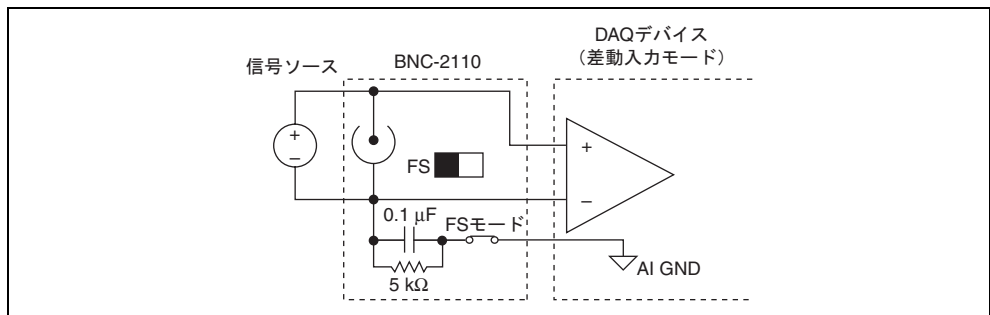 DAQデバイス
（差動入力モード）
信号ソース
BNC-2110
+
−
FS
+
−
0.1 µF
FSモード
5 kΩ
AI GND